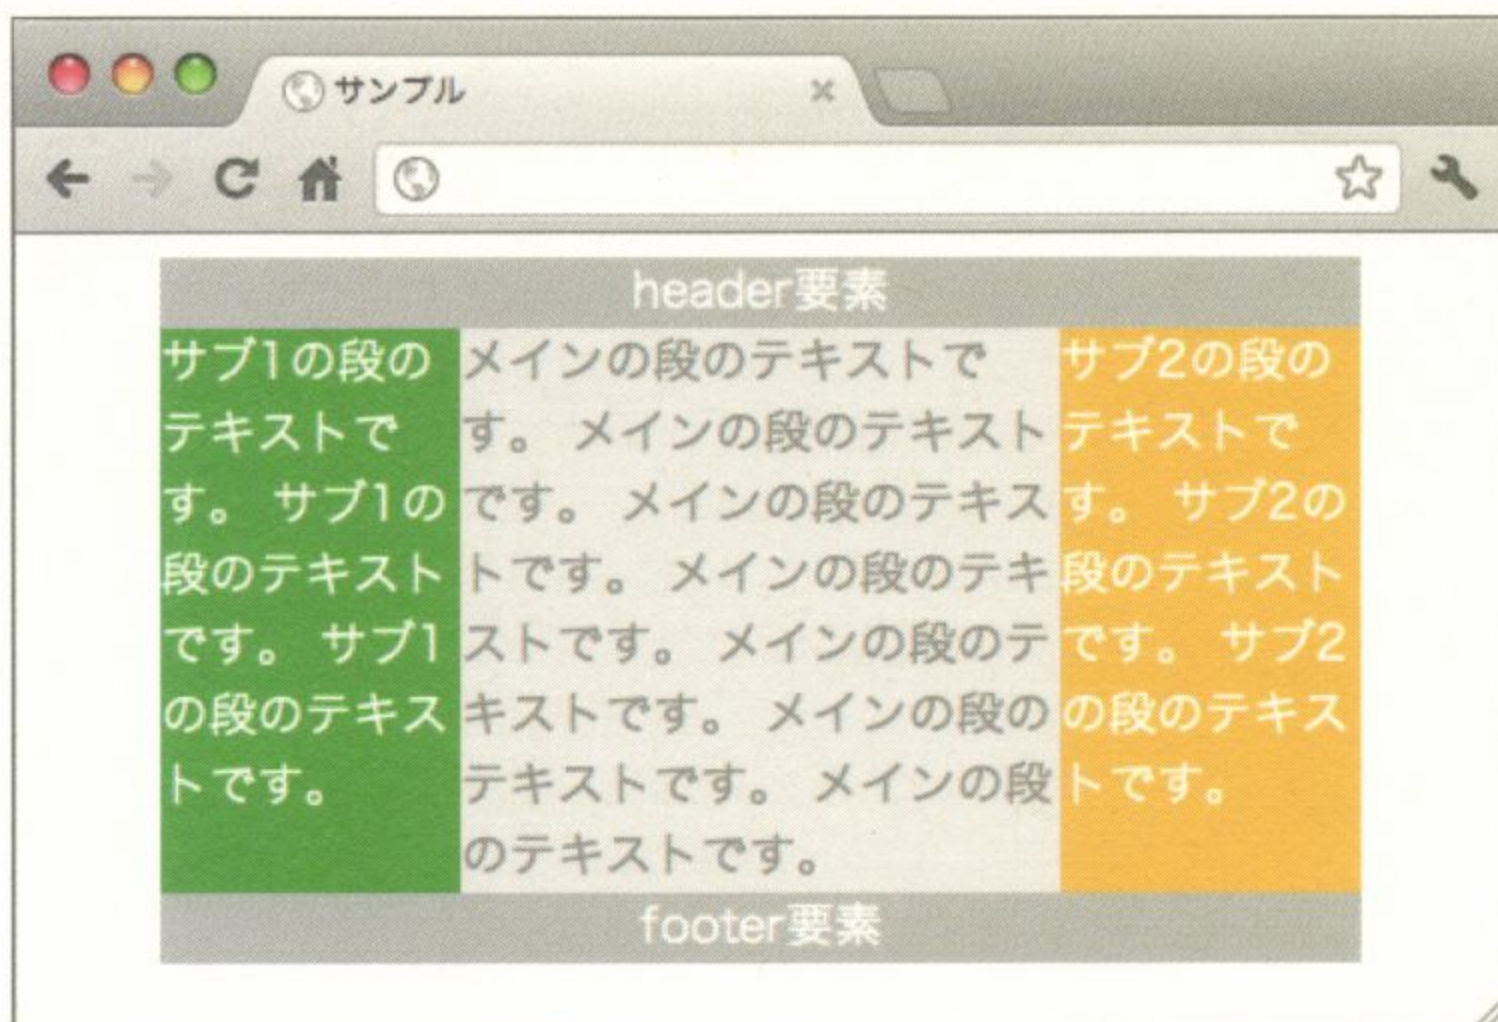 サンプル
header要素
サブ1の段の
テキストで
す。 サブ1の
段のテキスト
です。 サブ1
の段のテキス
トです。
メインの段のテキストで
す。 メインの段のテキスト
です。 メインの段のテキス
トです。 メインの段のテキ
ストです。 メインの段のテ
キストです。 メインの段の
テキストです。 メインの段
のテキストです。
サブ2の段の
テキストで
す。 サブ2の
段のテキスト
です。 サブ2
の段のテキス
トです。
footer要素